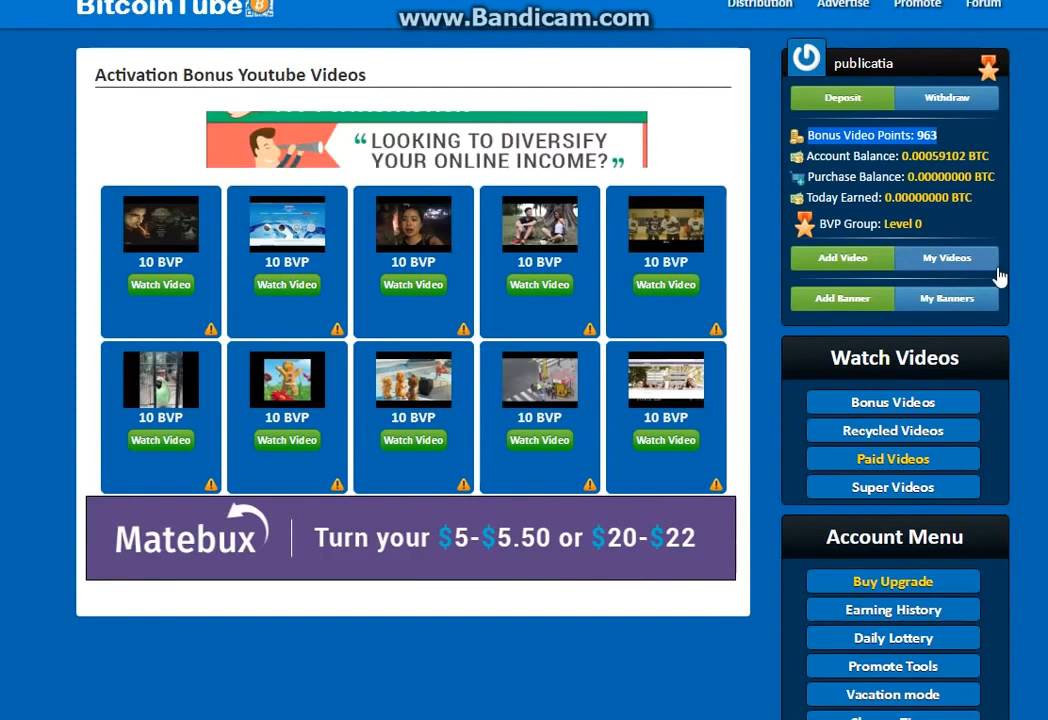 BitcoinTube
www.Bandicam.com
Distribution Advertise Promote Forum
Activation Bonus Youtube Videos
“LOOKING TO DIVERSIFY
YOUR ONLINE INCOME?”
10 BVP 10 BVP 10 BVP 10 BVP 10 BVP
Watch Video Watch Video Watch Video Watch Video Watch Video
10 BVP 10 BVP 10 BVP 10 BVP 10 BVP
Watch Video Watch Video Watch Video Watch Video Watch Video
Matebux Turn your $5-$5.50 or $20-$22
publicatia
Deposit Withdraw
Bonus Video Points: 963
Account Balance: 0.00059102 BTC
Purchase Balance: 0.00000000 BTC
Today Earned: 0.00000000 BTC
BVP Group: Level 0
Add Video My Videos
Add Banner My Banners
Watch Videos
Bonus Videos
Recycled Videos
Paid Videos
Super Videos
Account Menu
Buy Upgrade
Earning History
Daily Lottery
Promote Tools
Vacation mode